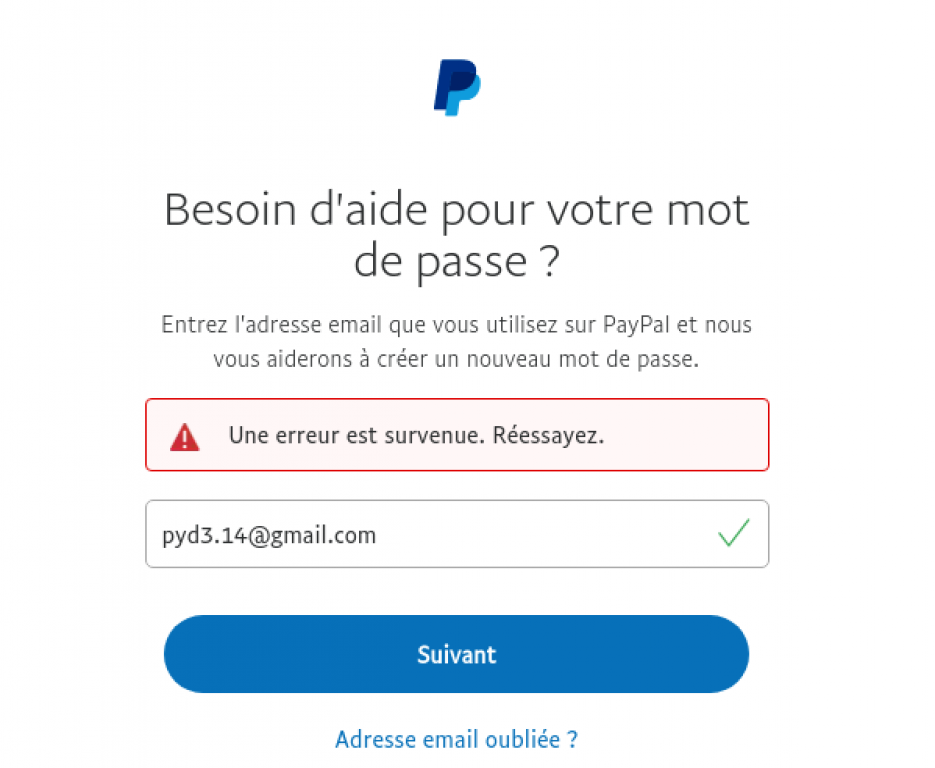 Besoin d'aide pour votre mot
de passe ?
Entrez l'adresse email que vous utilisez sur PayPal et nous
vous aiderons à créer un nouveau mot de passe.
Une erreur est survenue. Réessayez.
pyd3.14@gmail.com
Suivant
Adresse email oubliée ?